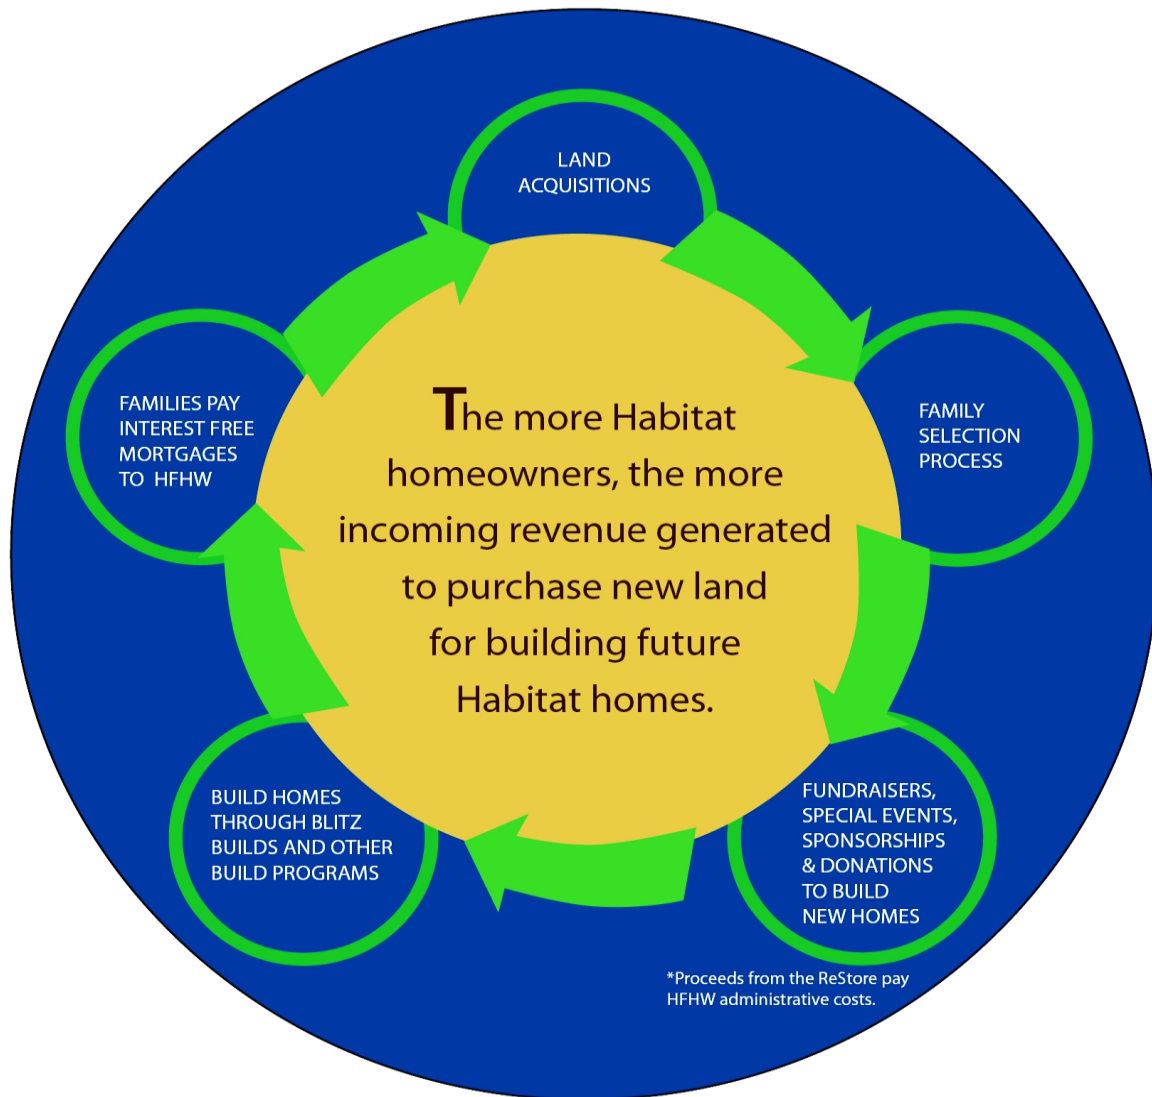 LAND
ACQUISITIONS
FAMILY
SELECTION
PROCESS
FUNDRAISERS,
SPECIAL EVENTS,
SPONSORSHIPS
& DONATIONS
TO BUILD
NEW HOMES
*Proceeds from the ReStore pay
HFHW administrative costs.
BUILD HOMES
THROUGH BLITZ
BUILDS AND OTHER
BUILD PROGRAMS
FAMILIES PAY
INTEREST FREE
MORTGAGES
TO HFHW
The more Habitat
homeowners, the more
incoming revenue generated
to purchase new land
for building future
Habitat homes.